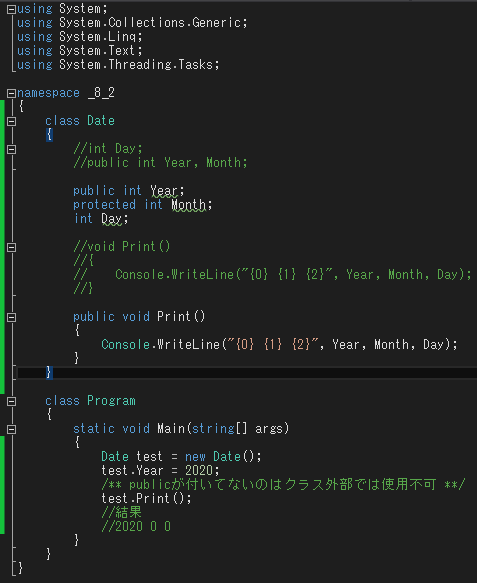 using System;
using System.Collections.Generic;
using System.Linq;
using System.Text;
using System.Threading.Tasks;
namespace _8_2
{
class Date
{
//int Day;
//public int Year, Month;
public int Year;
protected int Month;
int Day;
//void Print()
//{
//    Console.WriteLine("{0} {1} {2}", Year, Month, Day);
//}
public void Print()
{
Console.WriteLine("{0} {1} {2}", Year, Month, Day);
}
}
class Program
{
static void Main(string[] args)
{
Date test = new Date();
test.Year = 2020;
/** publicが付いてないのはクラス外部では使用不可 **/
test.Print();
//結果
//2020 0 0
}
}
}